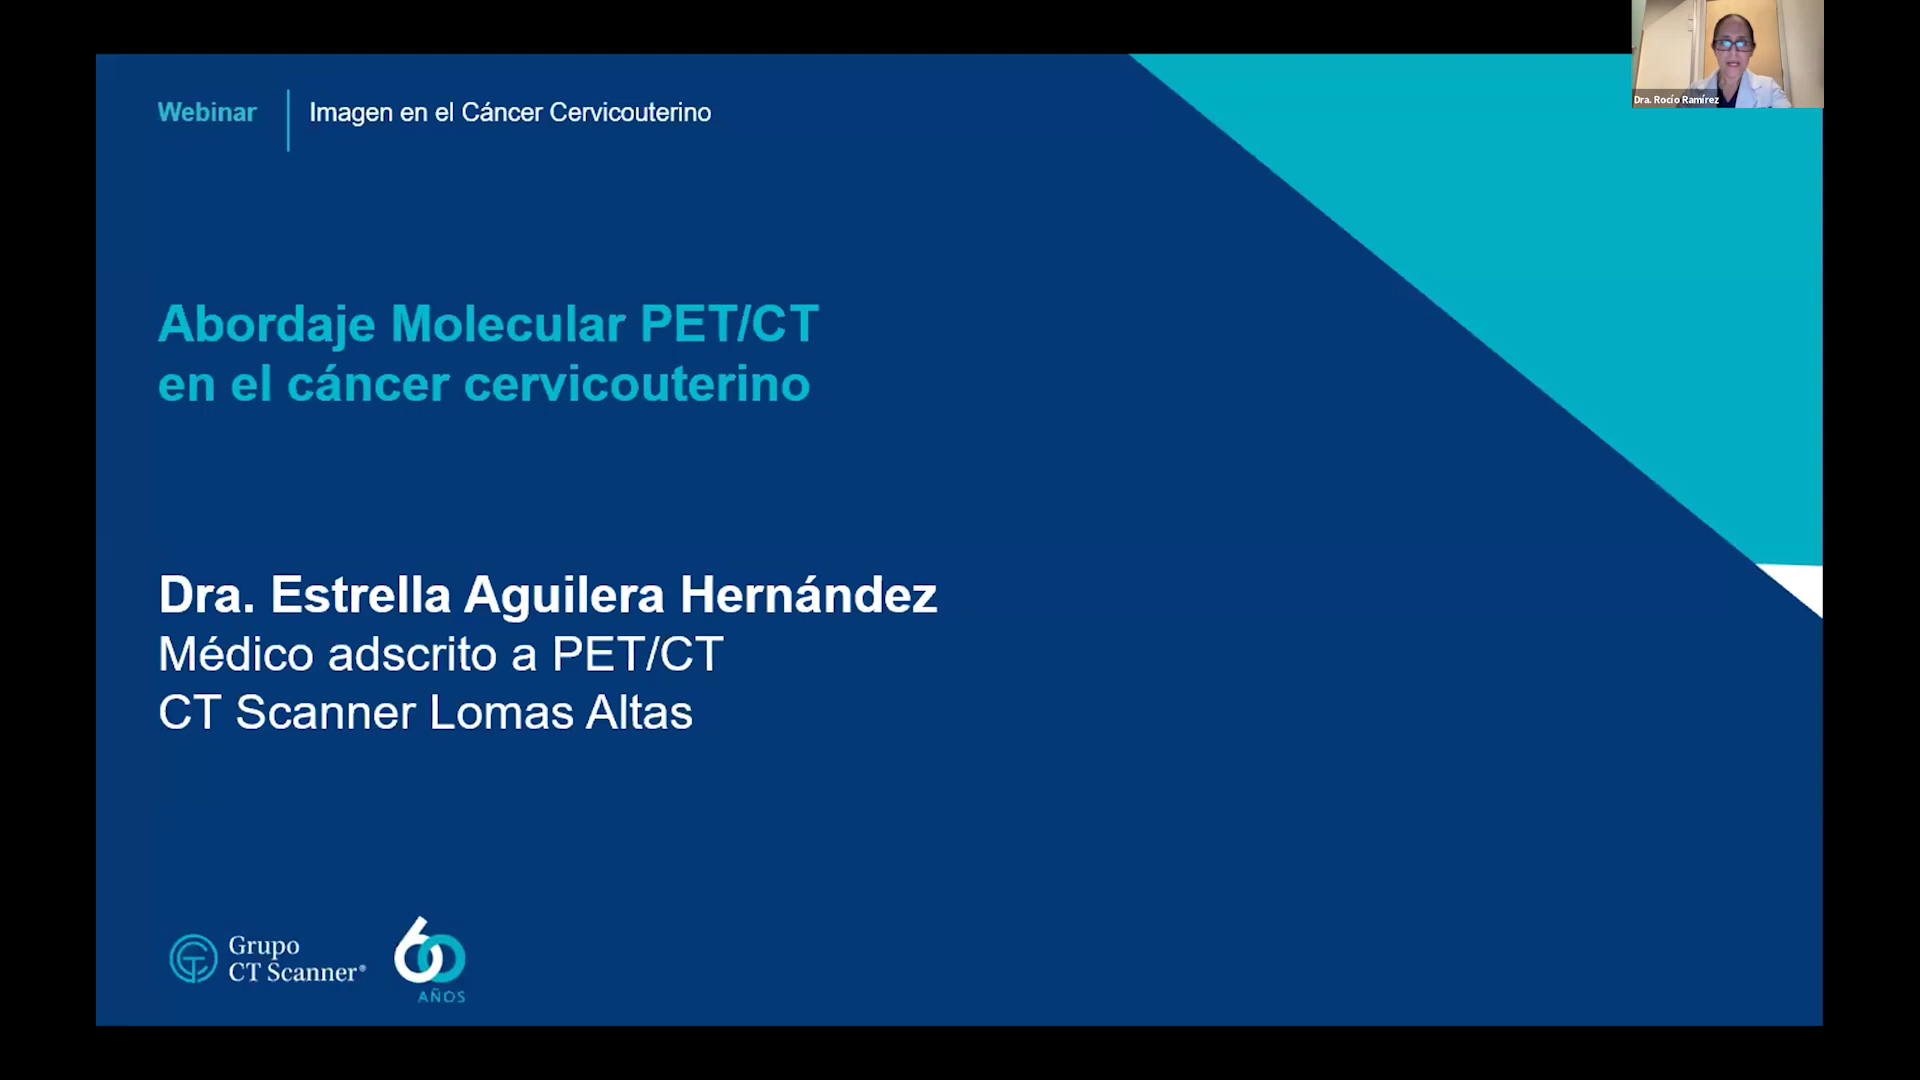 Dra. Rocío Ramírez
Webinar
Imagen en el Cáncer Cervicouterino
Abordaje Molecular PET/CT
en el cáncer cervicouterino
Dra. Estrella Aguilera Hernández
Médico adscrito a PET/CT
CT Scanner Lomas Altas
Grupo
CT Scanner®
60
AÑOS